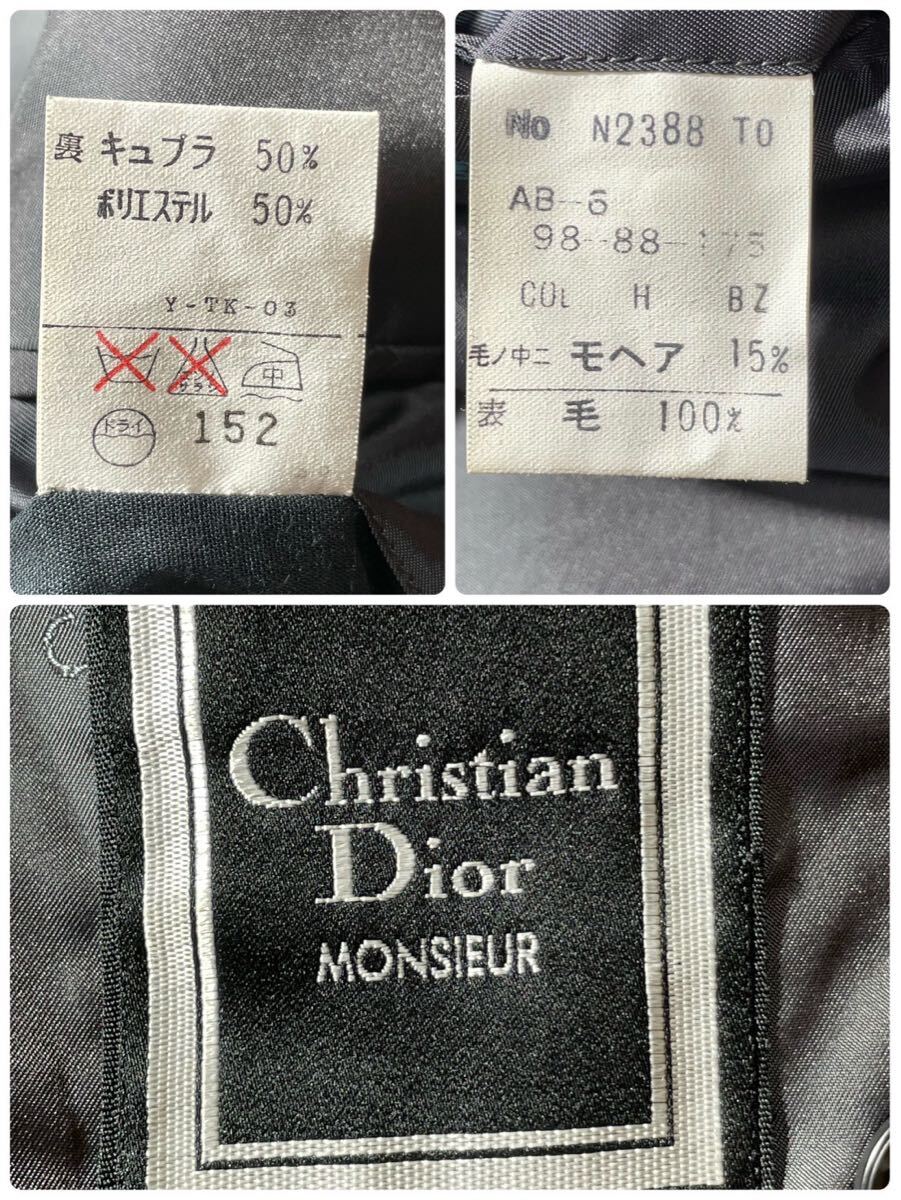 裏 キュプラ 50%
ポリエステル 50%
Y-TK-03
中
ドライ
152
No N2388 TO
AB-6
98-88-175
COL H BZ
毛ノ中ニ モヘア 15%
表 毛 100%
Christian
Dior
MONSIEUR